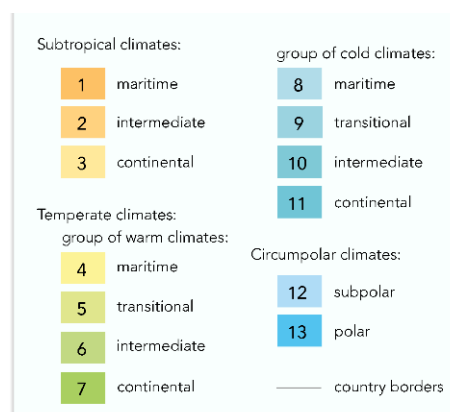 Subtropical climates:
1 maritime
2 intermediate
3 continental
Temperate climates:
group of warm climates:
4 maritime
5 transitional
6 intermediate
7 continental
group of cold climates:
8 maritime
9 transitional
10 intermediate
11 continental
Circumpolar climates:
12 subpolar
13 polar
country borders